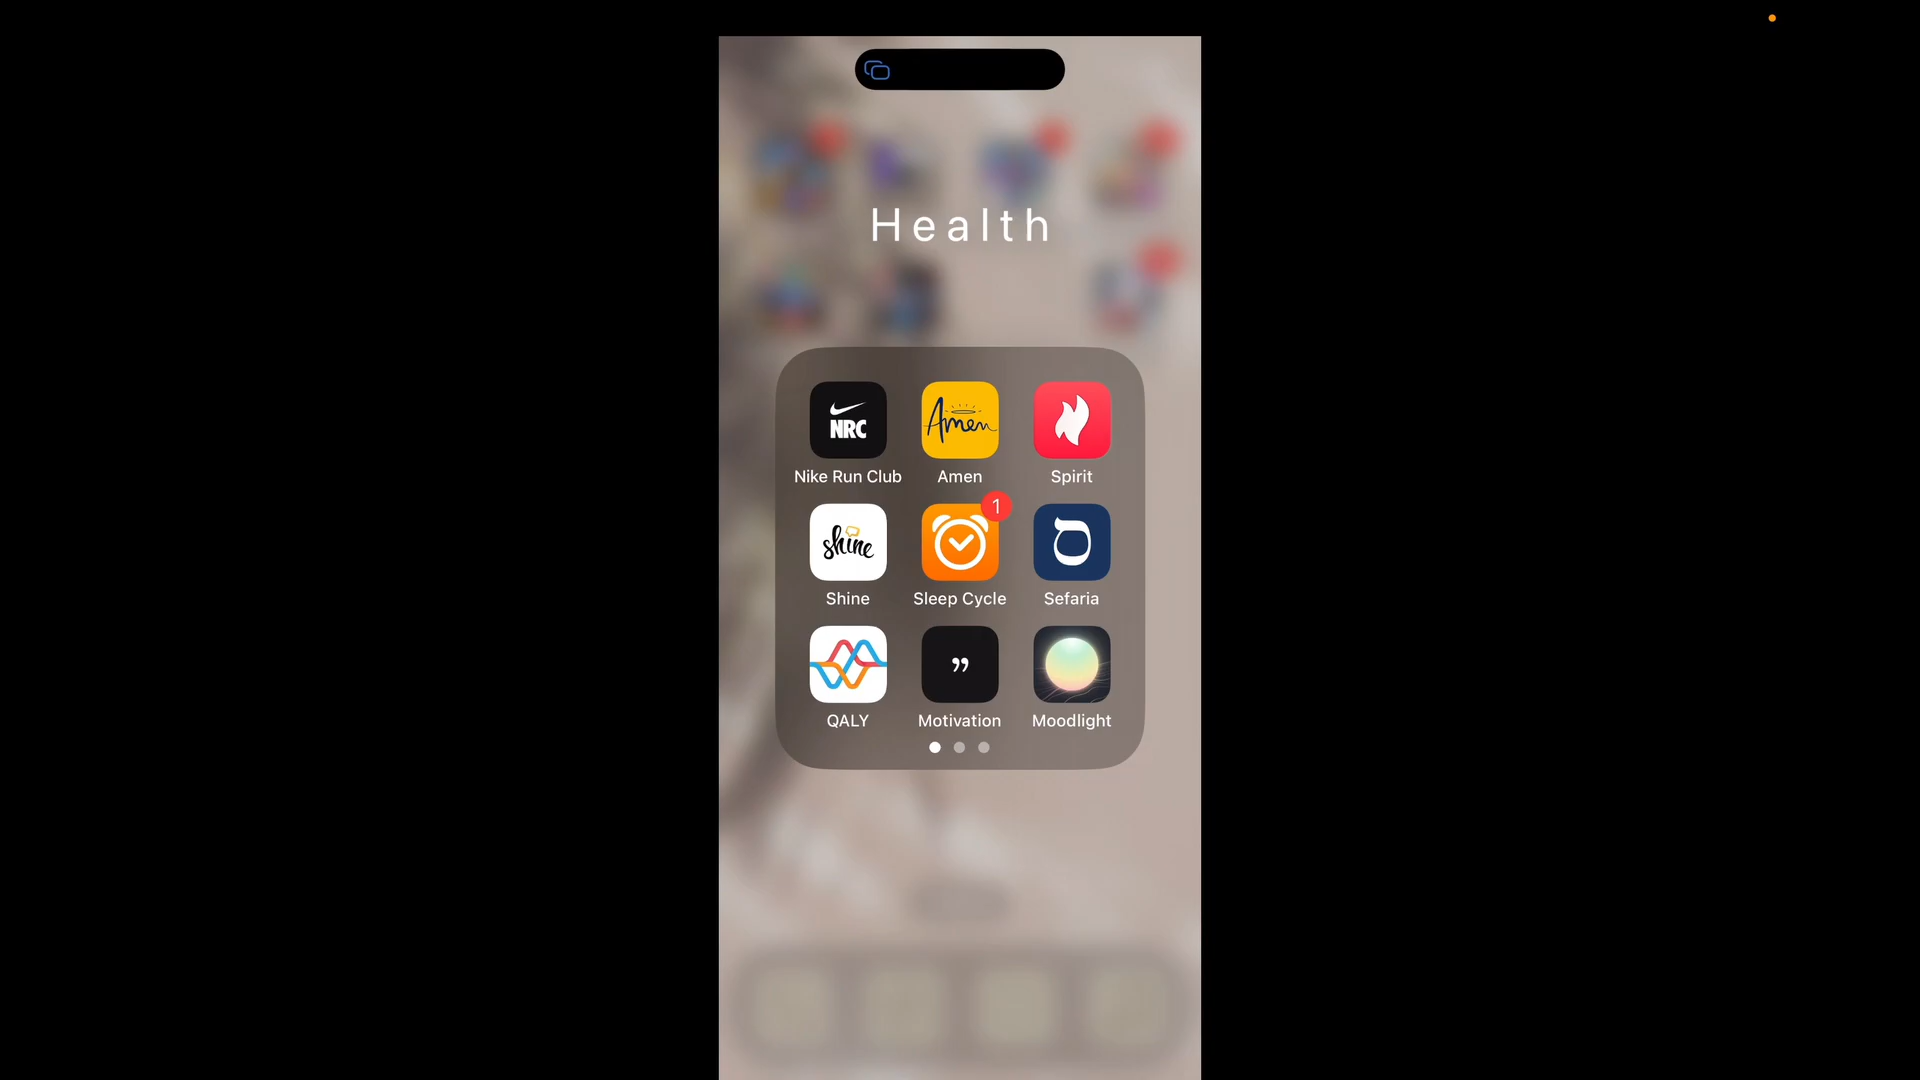 Health
NRC
Amen
Nike Run Club
Amen
Spirit
shine
1
ס
Shine
Sleep Cycle
Sefaria
”
QALY
Motivation
Moodlight